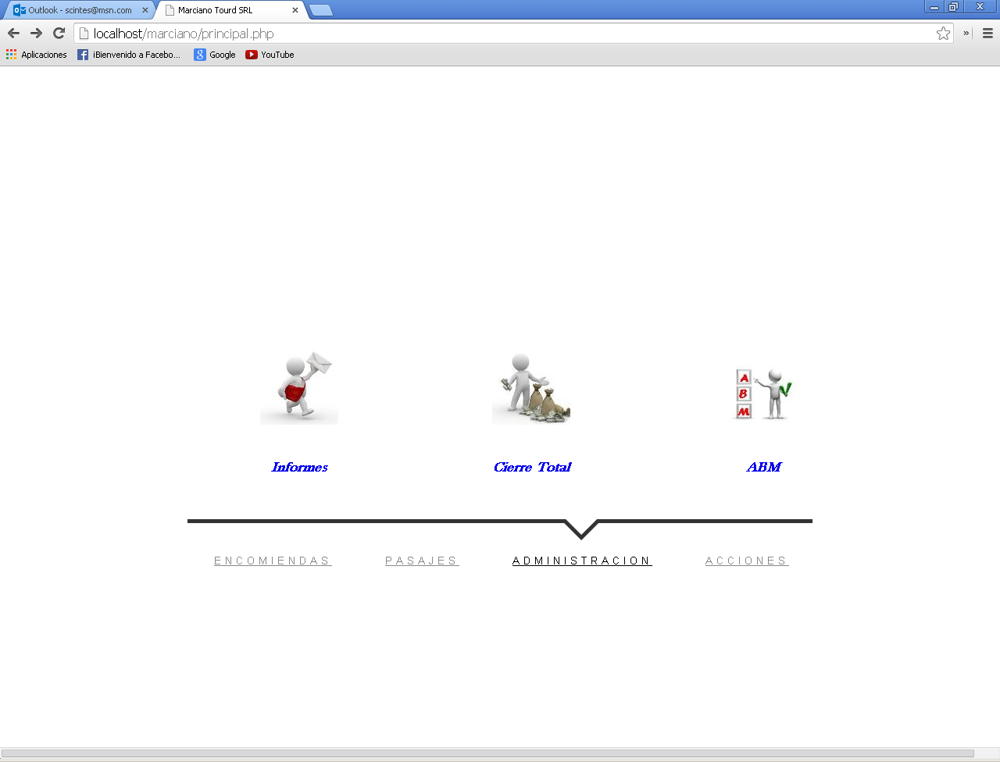 Outlook - scintes@msn.com
Marciano Tourd SRL
localhost/marciano/principal.php
»
Aplicaciones
¡Bienvenido a Facebo...
Google
YouTube
A
B
M
Informes
Cierre Total
ABM
ENCOMIENDAS
PASAJES
ADMINISTRACION
ACCIONES